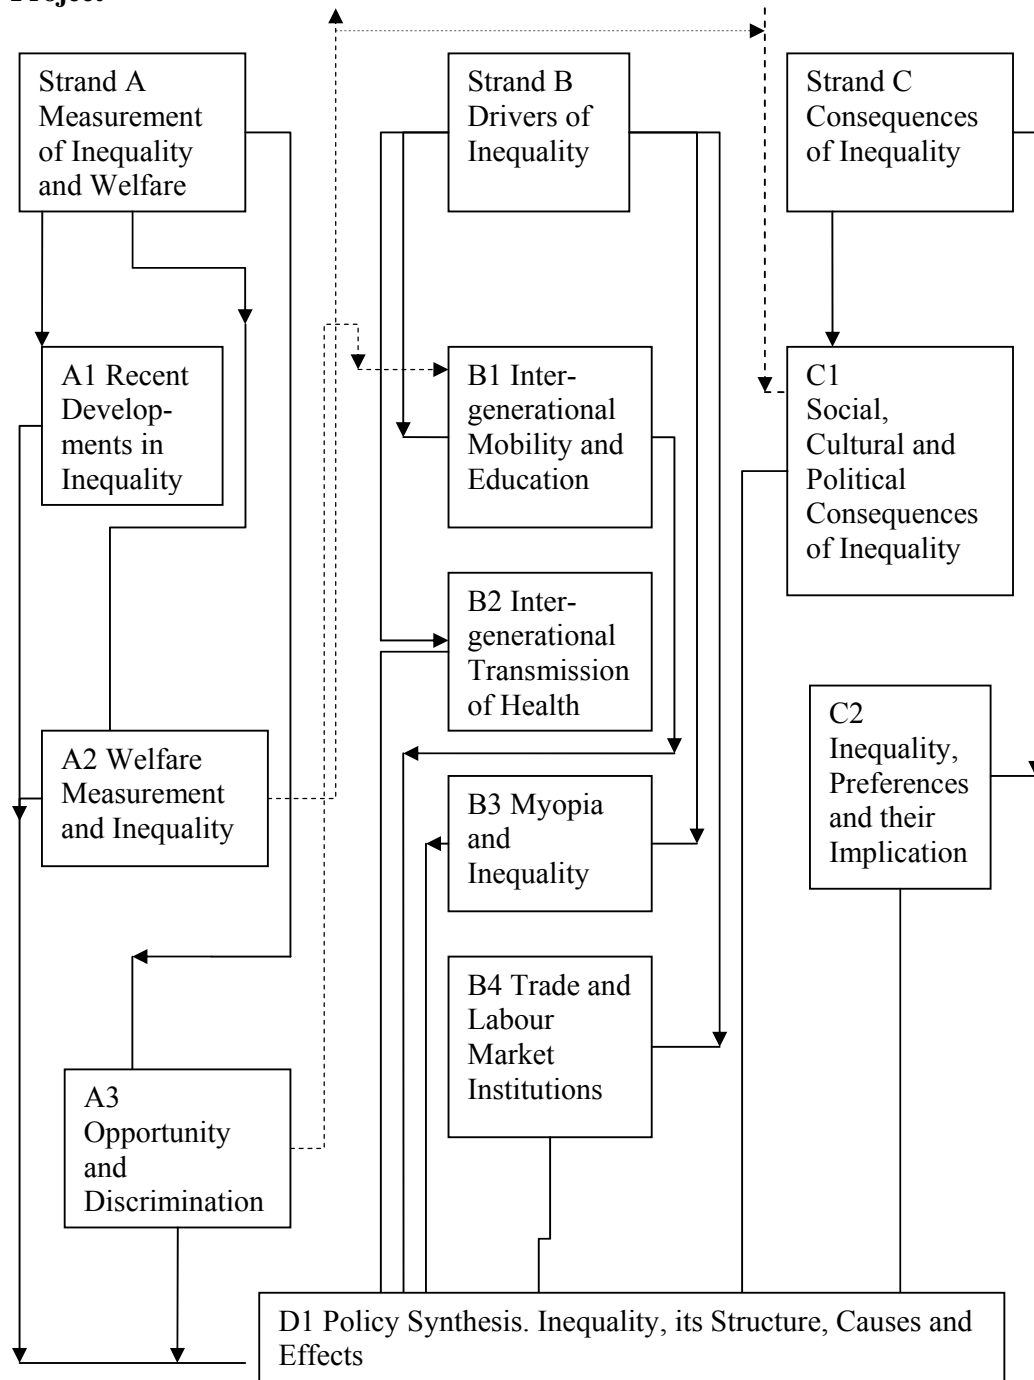 Project
Strand A
Measurement
of Inequality
and Welfare
Strand B
Drivers of
Inequality
Strand C
Consequences
of Inequality
A1 Recent
Develop-
ments in
Inequality
B1 Inter-
generational
Mobility and
Education
C1
Social,
Cultural and
Political
Consequences
of Inequality
B2 Inter-
generational
Transmission
of Health
A2 Welfare
Measurement
and Inequality
B3 Myopia
and
Inequality
C2
Inequality,
Preferences
and their
Implication
B4 Trade and
Labour
Market
Institutions
A3
Opportunity
and
Discrimination
D1 Policy Synthesis. Inequality, its Structure, Causes and
Effects